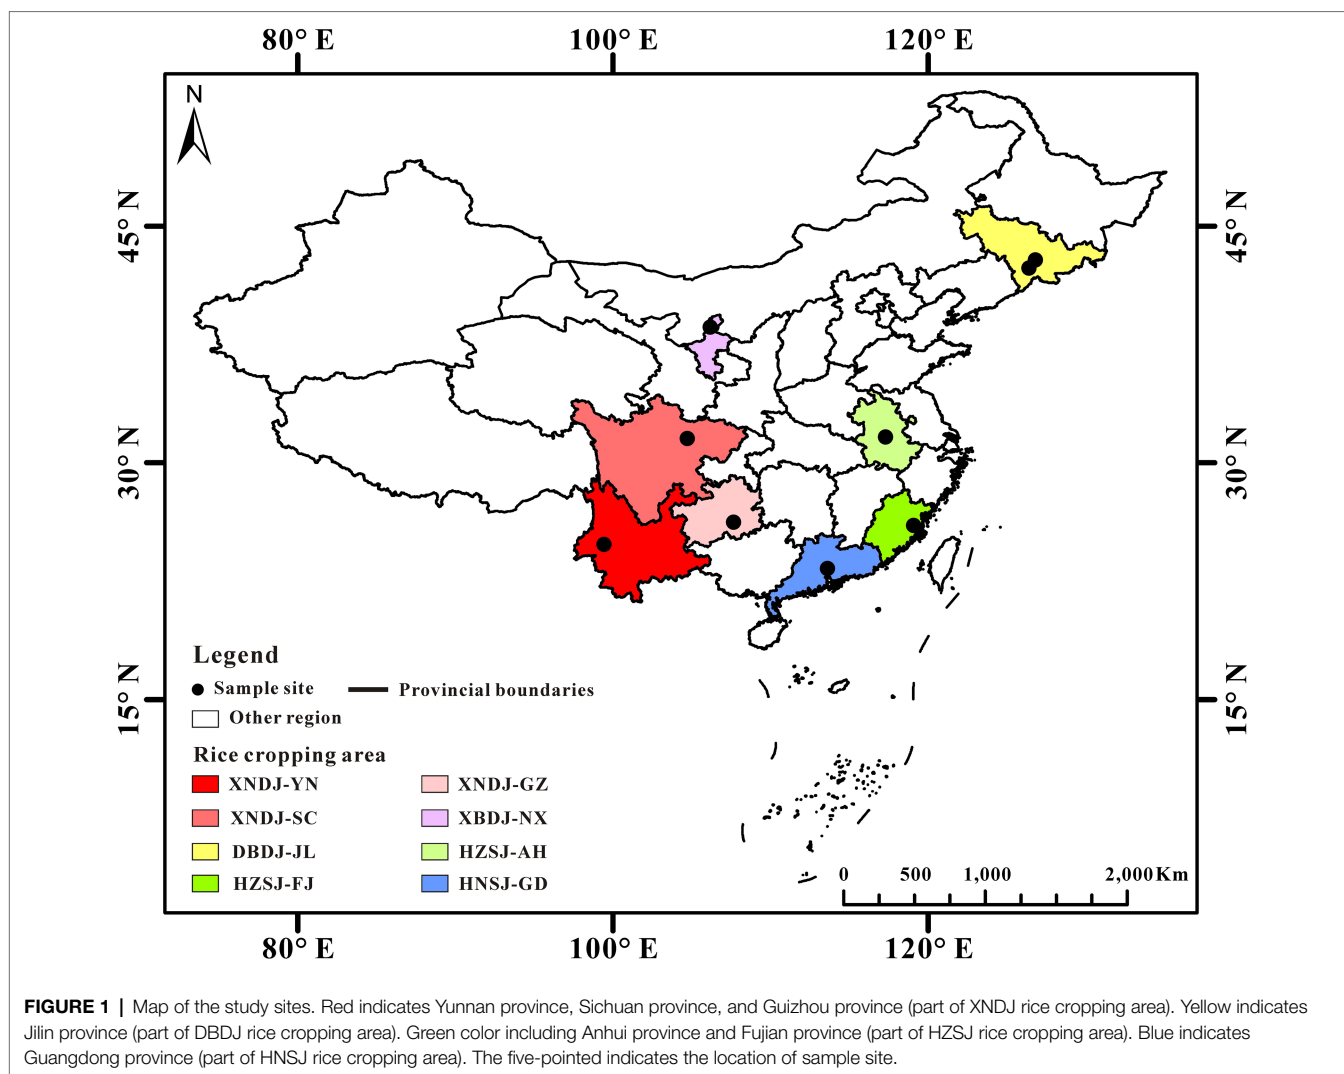 80° E 100° E 120° E
N
45° N 45° N
30° N 30° N
15° N 15° N
Legend
Sample site Provincial boundaries
Other region
Rice cropping area
XNDJ-YN XNDJ-GZ
XNDJ-SC XBDJ-NX
DBDJ-JL HZSJ-AH
HZSJ-FJ HNSJ-GD
0 500 1,000 2,000Km
80° E 100° E 120° E
FIGURE 1 | Map of the study sites. Red indicates Yunnan province, Sichuan province, and Guizhou province (part of XNDJ rice cropping area). Yellow indicates
Jilin province (part of DBDJ rice cropping area). Green color including Anhui province and Fujian province (part of HZSJ rice cropping area). Blue indicates
Guangdong province (part of HNSJ rice cropping area). The five-pointed indicates the location of sample site.